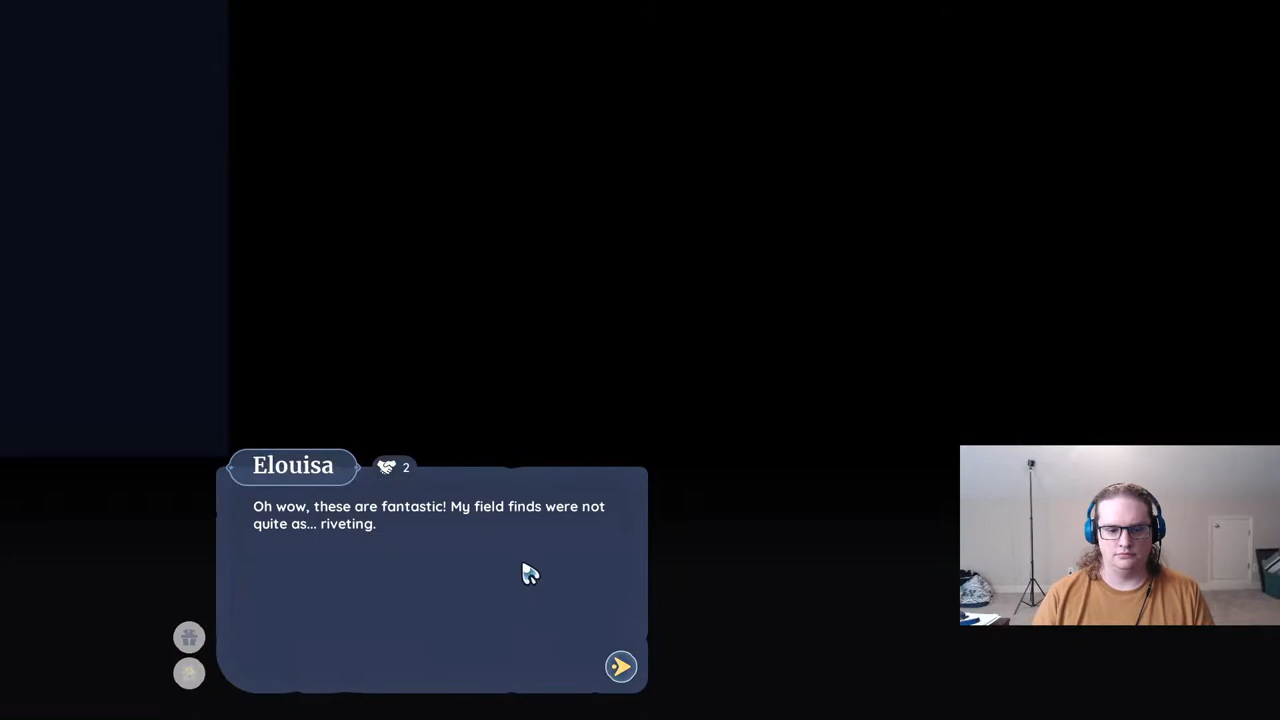 Elouisa
2
Oh wow, these are fantastic! My field finds were not
quite as... riveting.